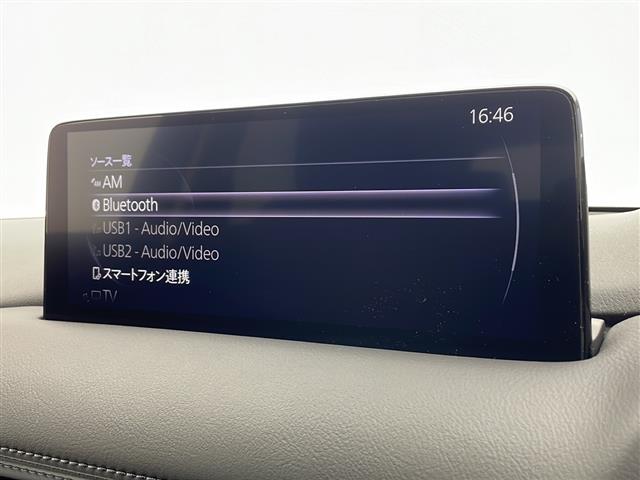 16:46
ソース一覧
AM
Bluetooth
USB1 - Audio/Video
USB2 - Audio/Video
スマートフォン連携
TV